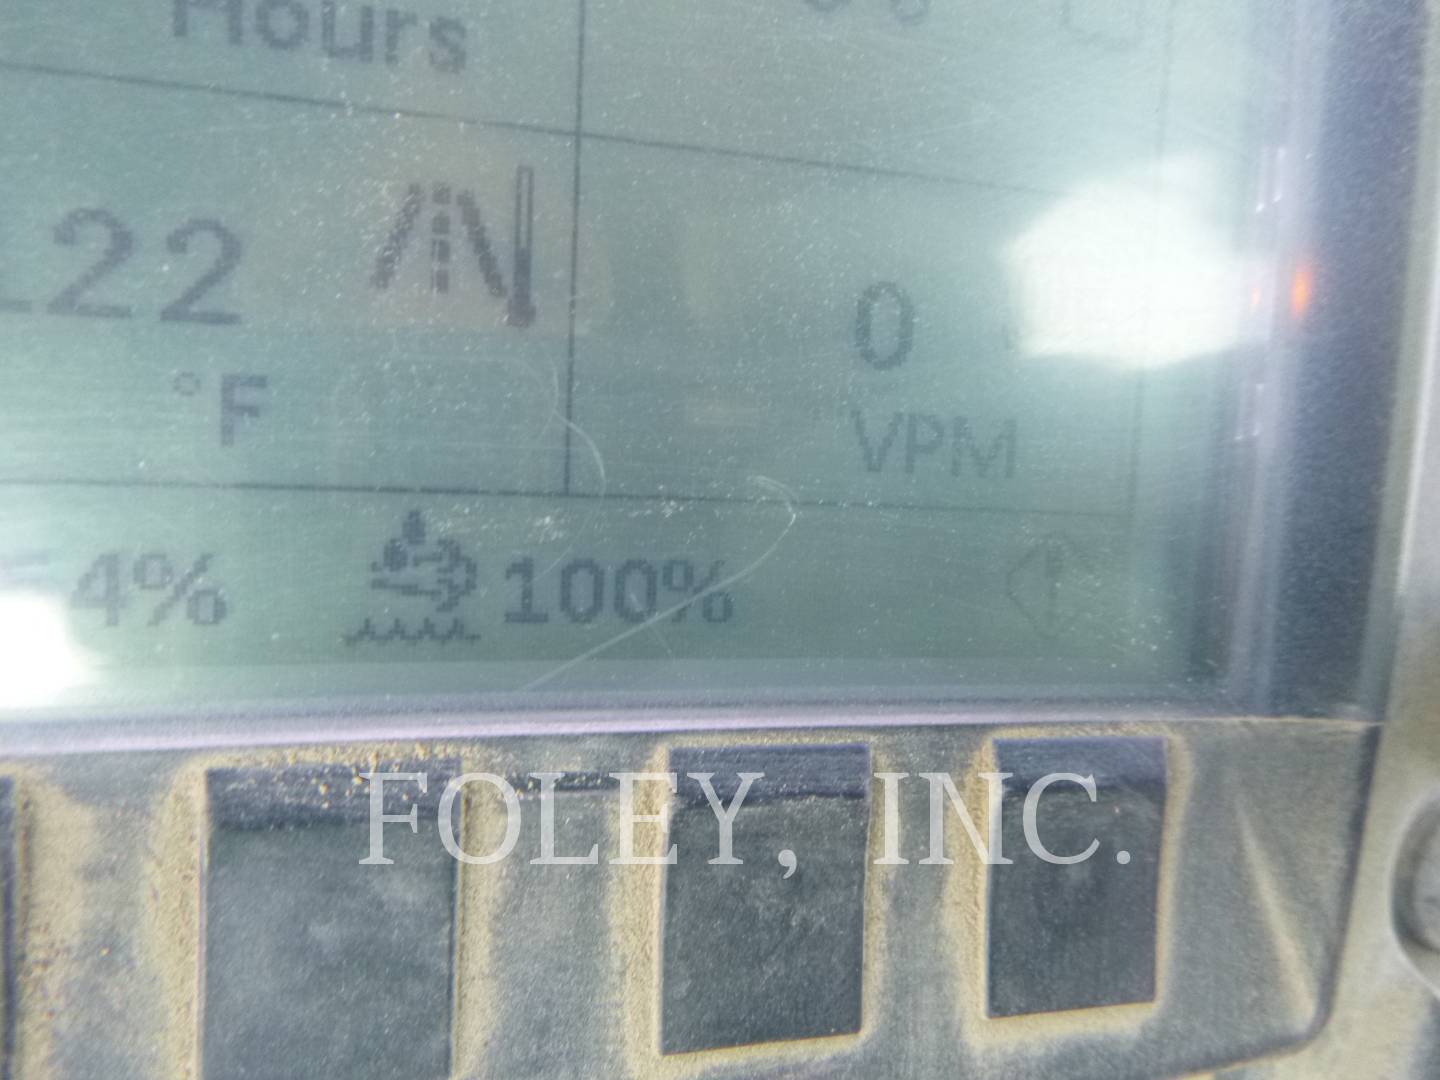 Hours
22
°F
0
VPM
4%
100%
FOLEY, INC.